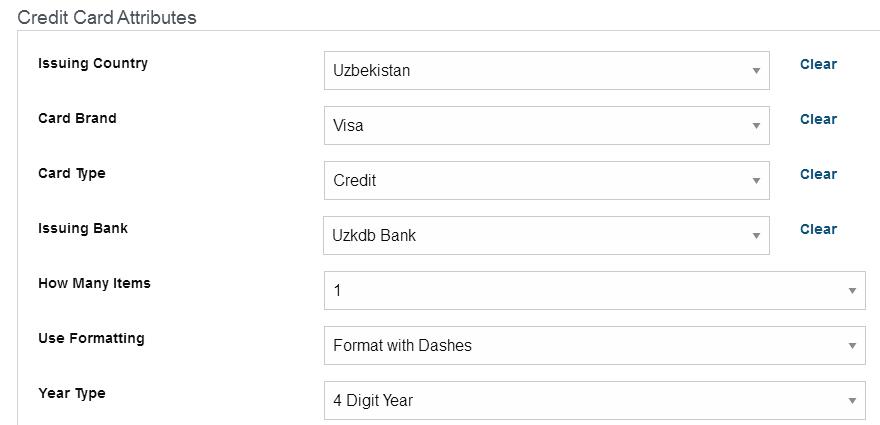 Credit Card Attributes
Issuing Country Uzbekistan Clear
Card Brand Visa Clear
Card Type Credit Clear
Issuing Bank Uzkdb Bank Clear
How Many Items 1
Use Formatting Format with Dashes
Year Type 4 Digit Year